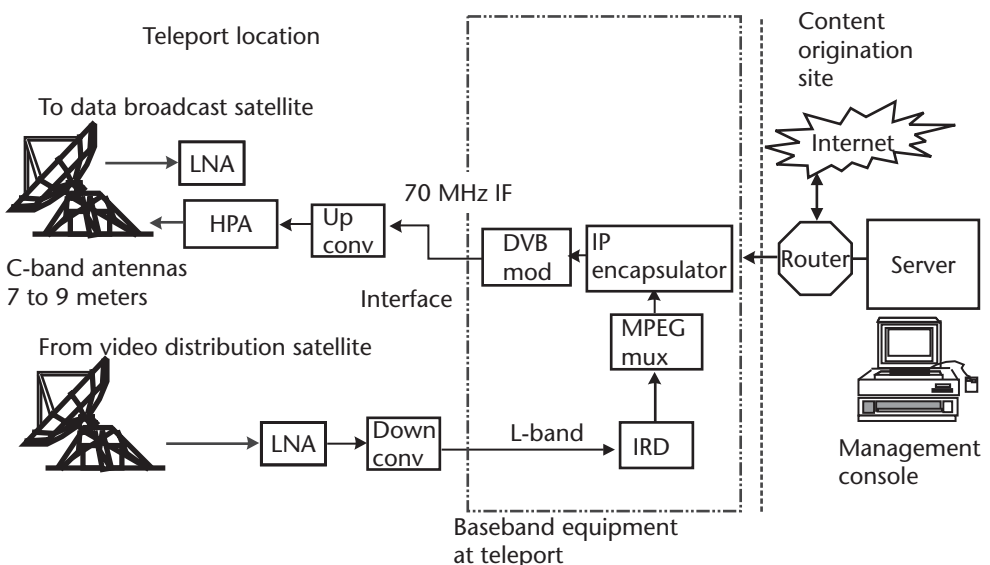 Teleport location
Content
origination
site
To data broadcast satellite
LNA
Internet
70 MHz IF
HPA
Up
conv
DVB
mod
IP
encapsulator
Router
Server
C-band antennas
7 to 9 meters
Interface
MPEG
mux
From video distribution satellite
LNA
Down
conv
L-band
IRD
Management
console
Baseband equipment
at teleport